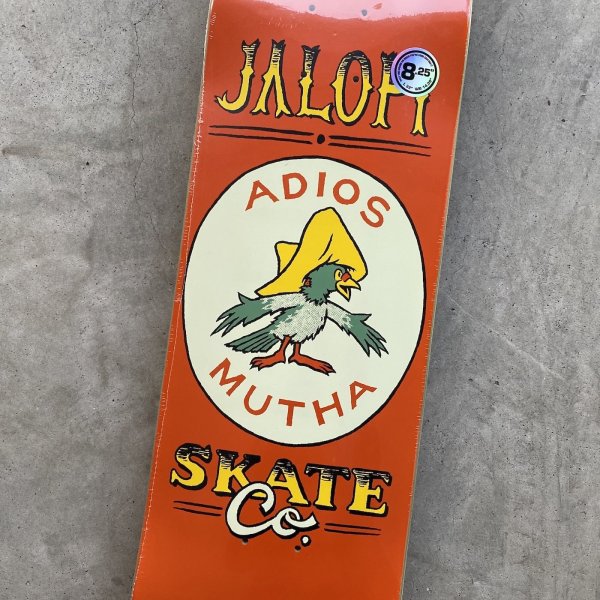 JALOPI
8.25"
ADIOS
MUTHA
SKATE
Co.